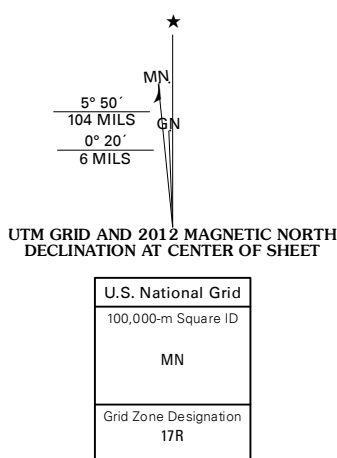 ★
MN
GN
5° 50´
104 MILS
0° 20´
6 MILS
UTM GRID AND 2012 MAGNETIC NORTH
DECLINATION AT CENTER OF SHEET
U.S. National Grid
100,000-m Square ID
MN
Grid Zone Designation
17R